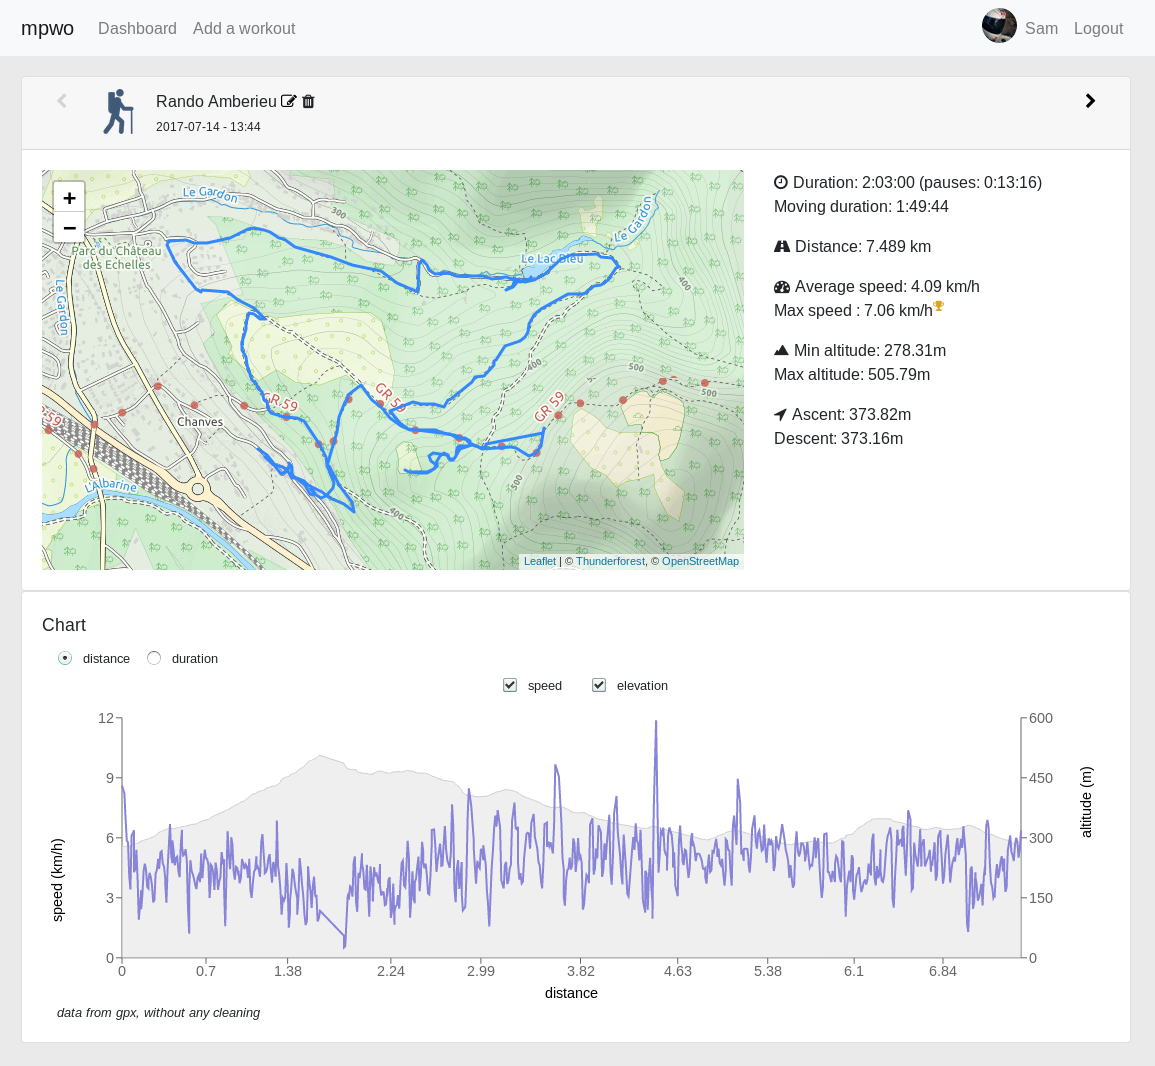 mpwo Dashboard Add a workout Sam Logout
Rando Amberieu
2017-07-14 - 13:44
+
−
Le Gardon
300
Le Gardon
Parc du Château
des Echelles
Le Lac Bleu
Le Gardon
400
400
500
500
GR 59
GR 59
GR 59
Chanves
L'Albarine
500
400
Leaflet | © Thunderforest, © OpenStreetMap
Duration: 2:03:00 (pauses: 0:13:16)
Moving duration: 1:49:44
Distance: 7.489 km
Average speed: 4.09 km/h
Max speed : 7.06 km/h
Min altitude: 278.31m
Max altitude: 505.79m
Ascent: 373.82m
Descent: 373.16m
Chart
distance duration
speed elevation
12 600
9 450
6 300
3 150
0 0
speed (km/h)
altitude (m)
0 0.7 1.38 2.24 2.99 3.82 4.63 5.38 6.1 6.84
distance
data from gpx, without any cleaning